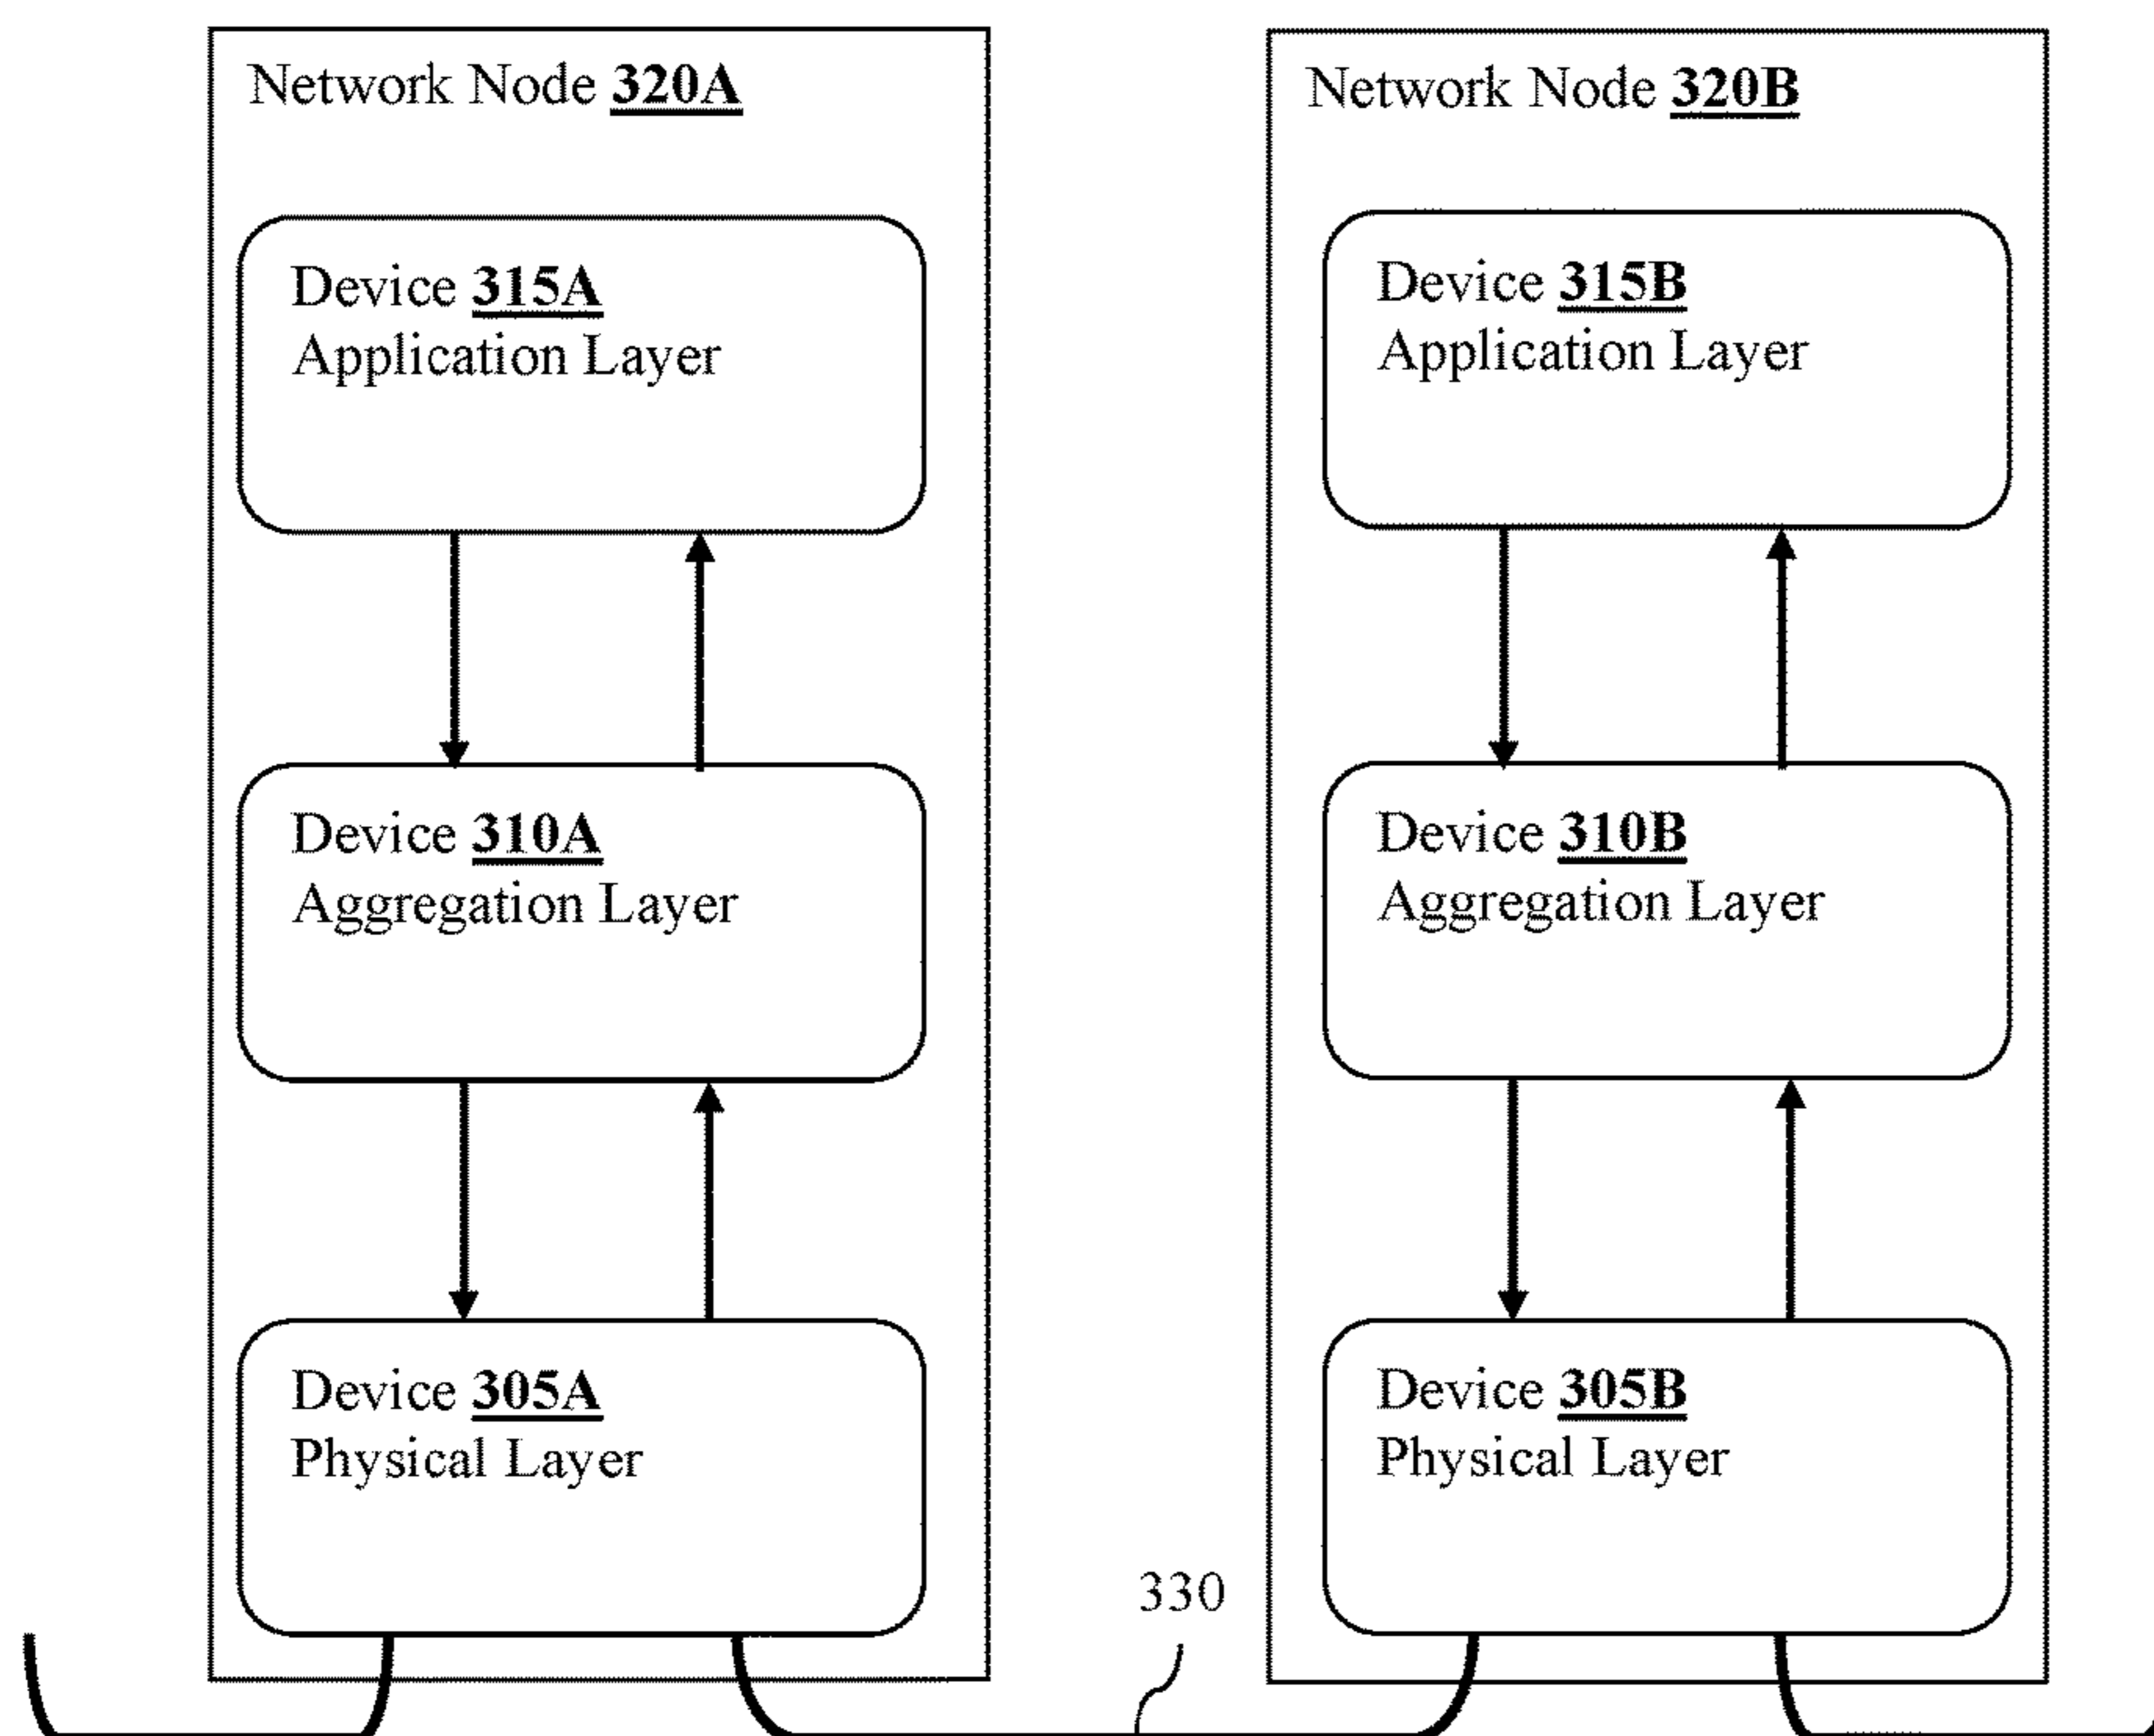 Network Node 320A
Device 315A
Application Layer
Device 310A
Aggregation Layer
Device 305A
Physical Layer
Network Node 320B
Device 315B
Application Layer
Device 310B
Aggregation Layer
Device 305B
Physical Layer
330